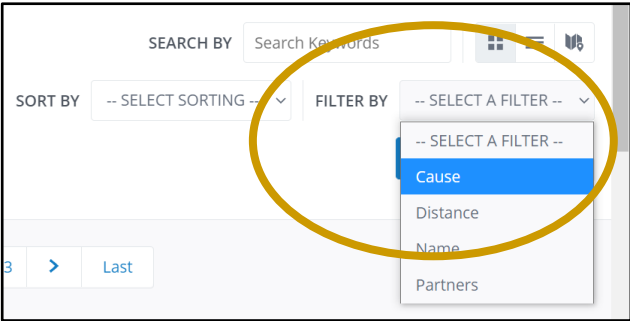 SEARCH BY Search Keywords
SORT BY -- SELECT SORTING -- FILTER BY -- SELECT A FILTER --
-- SELECT A FILTER --
Cause
Distance
Name
Partners
3 > Last